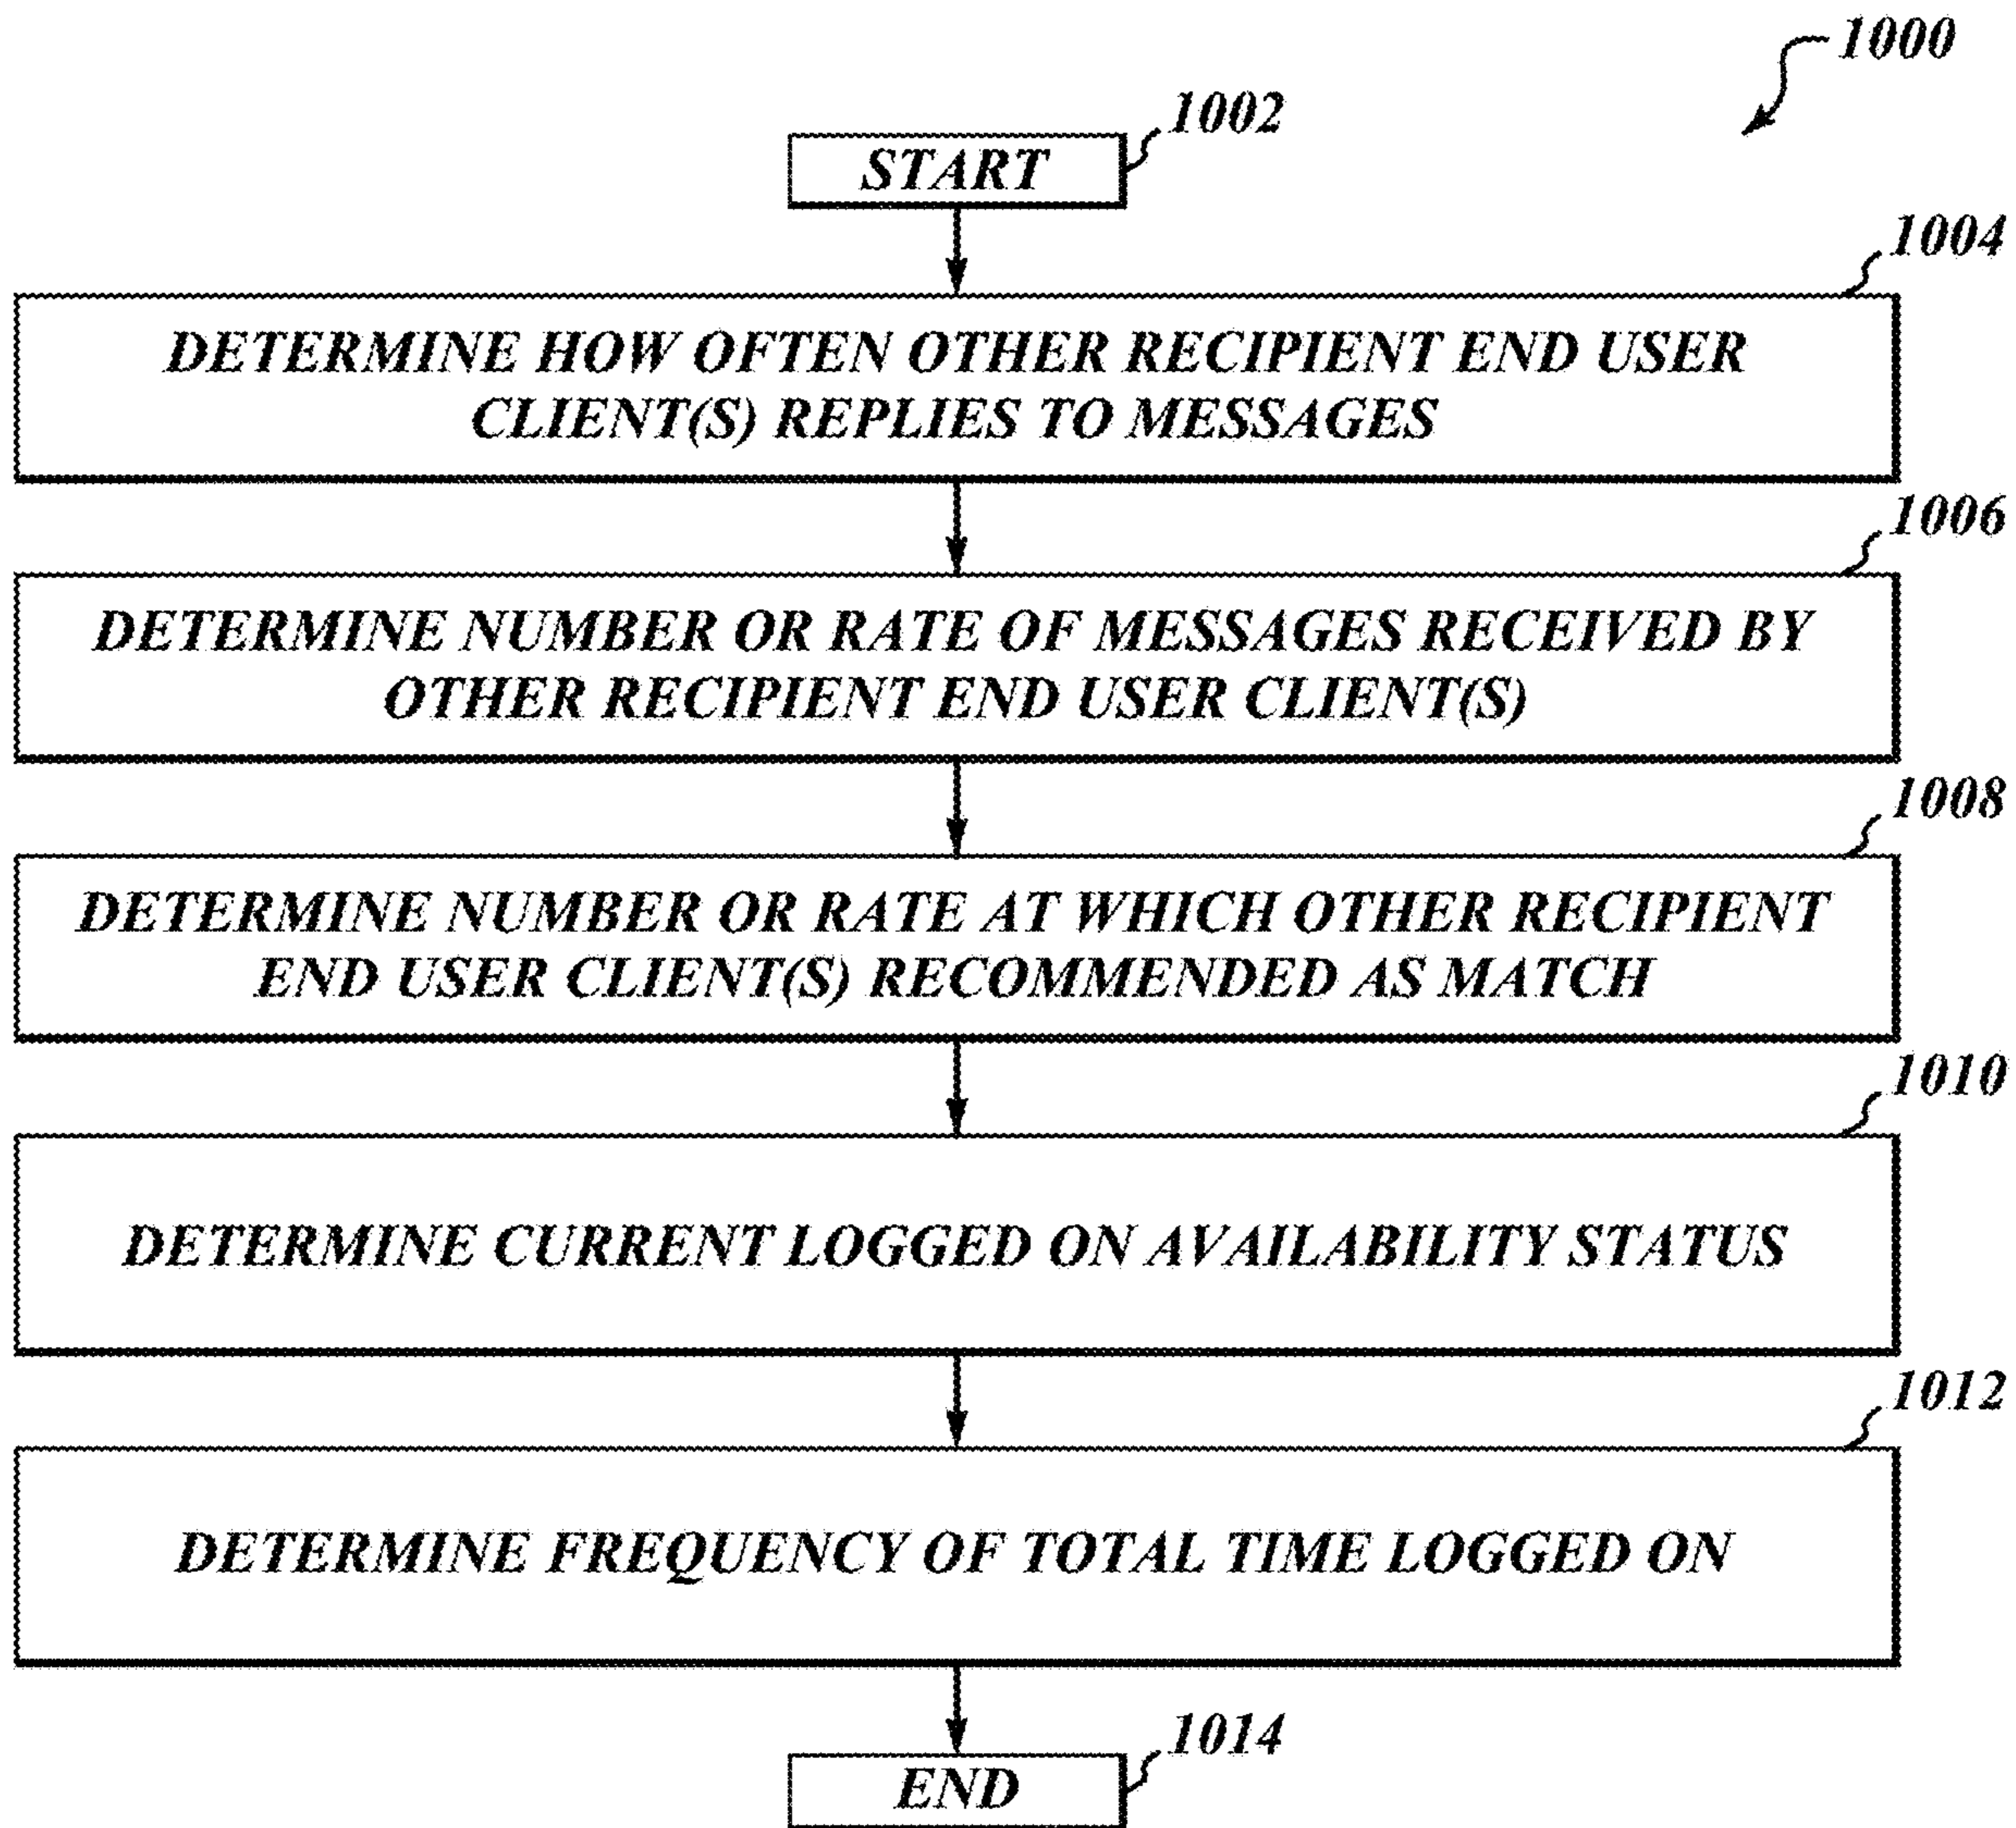 1000
1002
START
1004
DETERMINE HOW OFTEN OTHER RECIPIENT END USER
CLIENT(S) REPLIES TO MESSAGES
1006
DETERMINE NUMBER OR RATE OF MESSAGES RECEIVED BY
OTHER RECIPIENT END USER CLIENT(S)
1008
DETERMINE NUMBER OR RATE AT WHICH OTHER RECIPIENT
END USER CLIENT(S) RECOMMENDED AS MATCH
1010
DETERMINE CURRENT LOGGED ON AVAILABILITY STATUS
1012
DETERMINE FREQUENCY OF TOTAL TIME LOGGED ON
1014
END